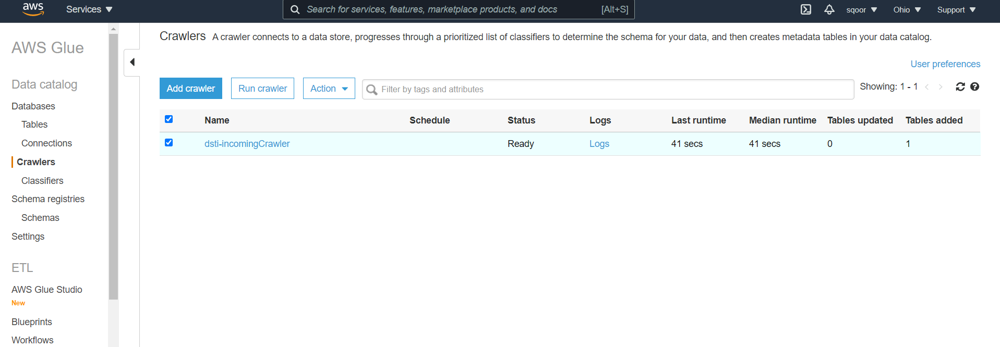 aws Services Search for services, features, marketplace products, and docs [Alt+S] sqoor Ohio Support
AWS Glue
Data catalog
Databases
Tables
Connections
Crawlers
Classifiers
Schema registries
Schemas
Settings
ETL
AWS Glue Studio
New
Blueprints
Workflows
Crawlers A crawler connects to a data store, progresses through a prioritized list of classifiers to determine the schema for your data, and then creates metadata tables in your data catalog.
User preferences
Add crawler Run crawler Action Filter by tags and attributes Showing: 1 - 1
Name Schedule Status Logs Last runtime Median runtime Tables updated Tables added
dsti-incomingCrawler Ready Logs 41 secs 41 secs 0 1